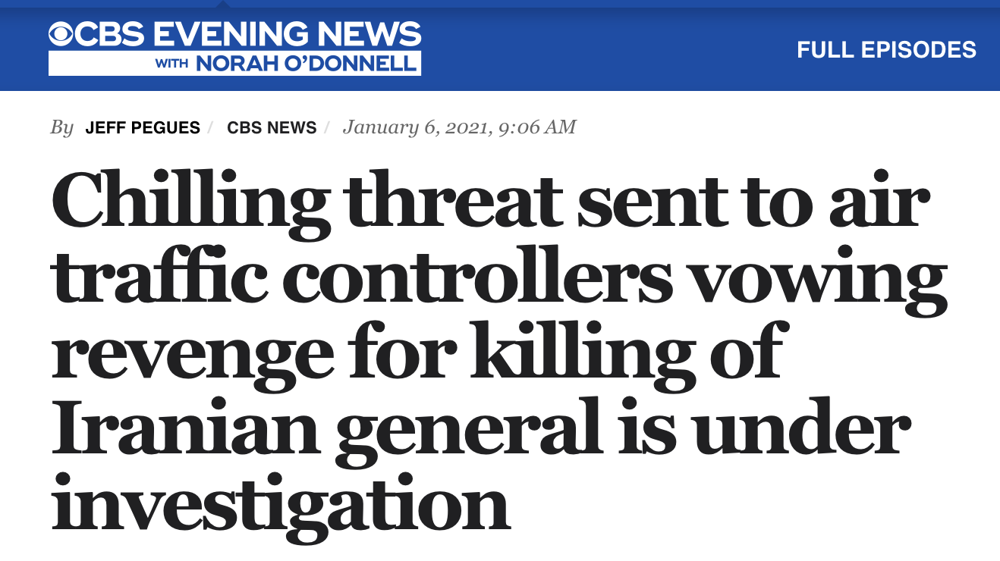 CBS EVENING NEWS
WITH NORAH O'DONNELL
FULL EPISODES
By JEFF PEGUES / CBS NEWS / January 6, 2021, 9:06 AM
Chilling threat sent to air
traffic controllers vowing
revenge for killing of
Iranian general is under
investigation